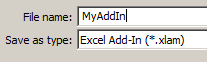 File name: MyAddIn
Save as type: Excel Add-In (*.xlam)